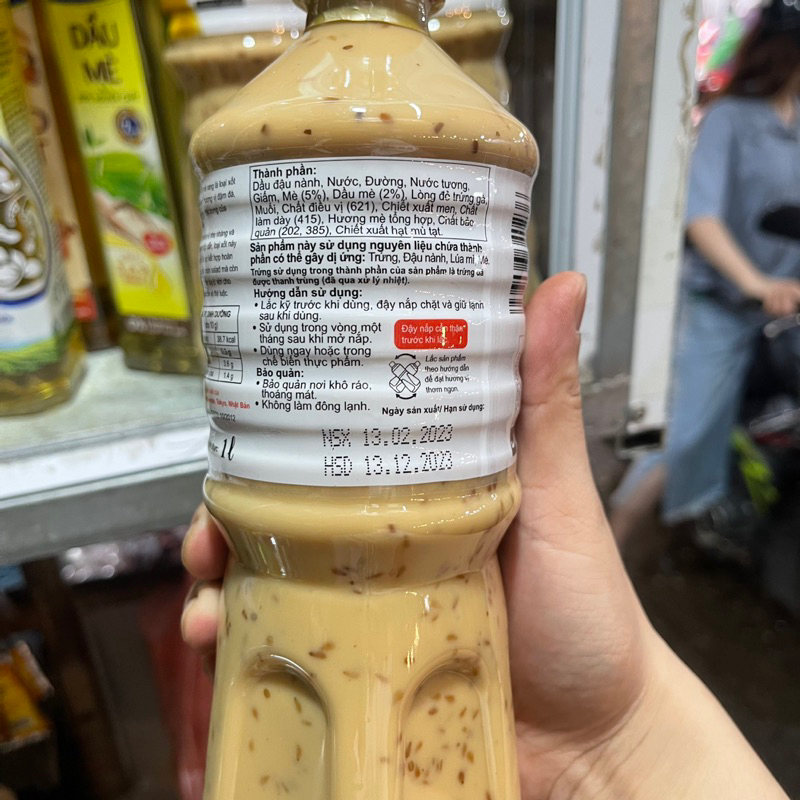 DẦU
MÈ
Thành phần:
Dầu đậu nành, Nước, Đường, Nước tương,
Giấm, Mè (5%), Dầu mè (2%), Lòng đỏ trứng gà,
Muối, Chất điều vị (621), Chiết xuất men, Chất
làm dày (415), Hương mè tổng hợp, Chất bảo
quản (202, 385), Chiết xuất hạt mù tạt.
Sản phẩm này sử dụng nguyên liệu chứa thành
phần có thể gây dị ứng: Trứng, Đậu nành, Lúa mì, Mè.
Trứng sử dụng trong thành phần của sản phẩm là trứng đã
được thanh trùng (đã qua xử lý nhiệt).
Hướng dẫn sử dụng:
• Lắc kỹ trước khi dùng, đậy nắp chặt và giữ lạnh
sau khi dùng.
• Sử dụng trong vòng một
tháng sau khi mở nắp.
• Dùng ngay hoặc trong
chế biến thực phẩm.
Đậy nắp cẩn thận
trước khi lắc
Lắc sản phẩm
theo hướng dẫn
để đạt hương vị
thơm ngon.
Bảo quản:
• Bảo quản nơi khô ráo,
thoáng mát.
• Không làm đông lạnh.
Ngày sản xuất/ Hạn sử dụng:
NSX 13.02.2023
HSD 13.12.2023
1L